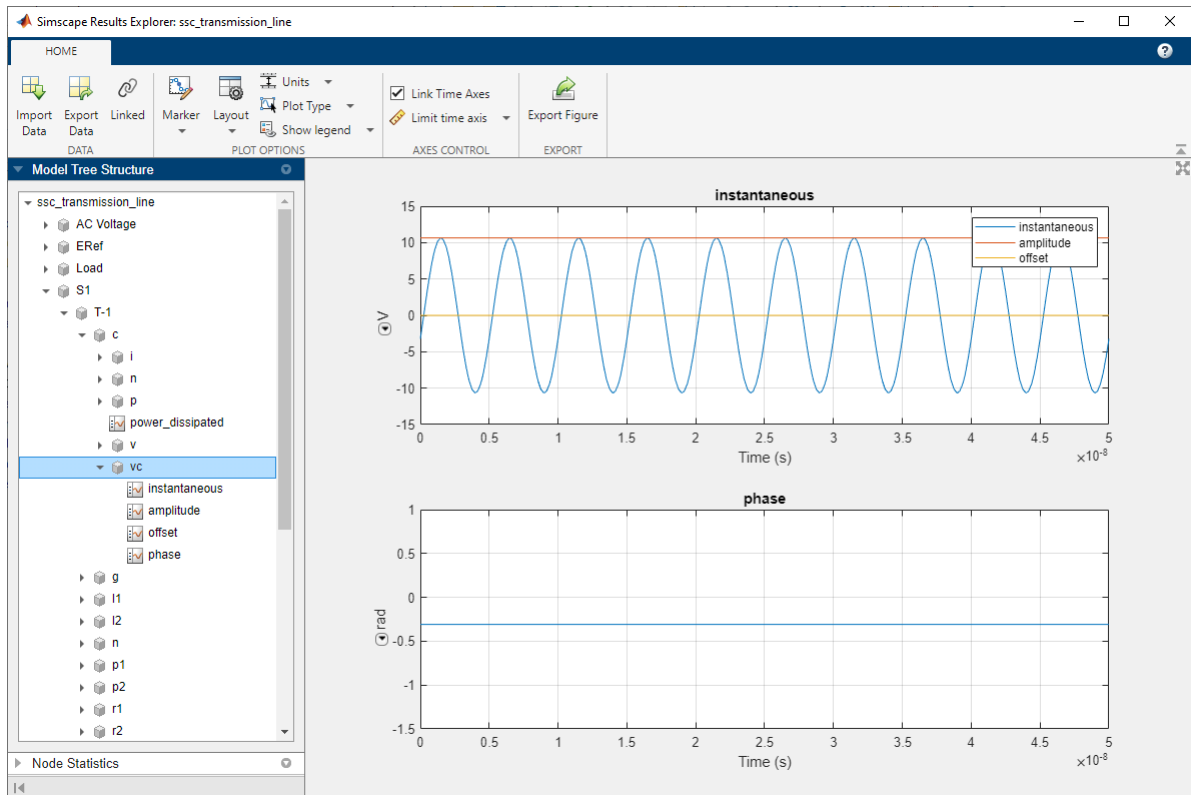 Simscape Results Explorer: ssc_transmission_line
HOME
Import Data
Export Data
Linked
Marker
Layout
Units
Plot Type
Show legend
Link Time Axes
Limit time axis
Export Figure
DATA
PLOT OPTIONS
AXES CONTROL
EXPORT
Model Tree Structure
ssc_transmission_line
AC Voltage
ERef
Load
S1
T-1
c
i
n
p
power_dissipated
v
vc
instantaneous
amplitude
offset
phase
g
l1
l2
n
p1
p2
r1
r2
Node Statistics
instantaneous
15
10
5
0
-5
-10
-15
V
instantaneous
amplitude
offset
0 0.5 1 1.5 2 2.5 3 3.5 4 4.5 5
Time (s)
×10⁻⁸
phase
1
0.5
0
-0.5
-1
-1.5
rad
0 0.5 1 1.5 2 2.5 3 3.5 4 4.5 5
Time (s)
×10⁻⁸